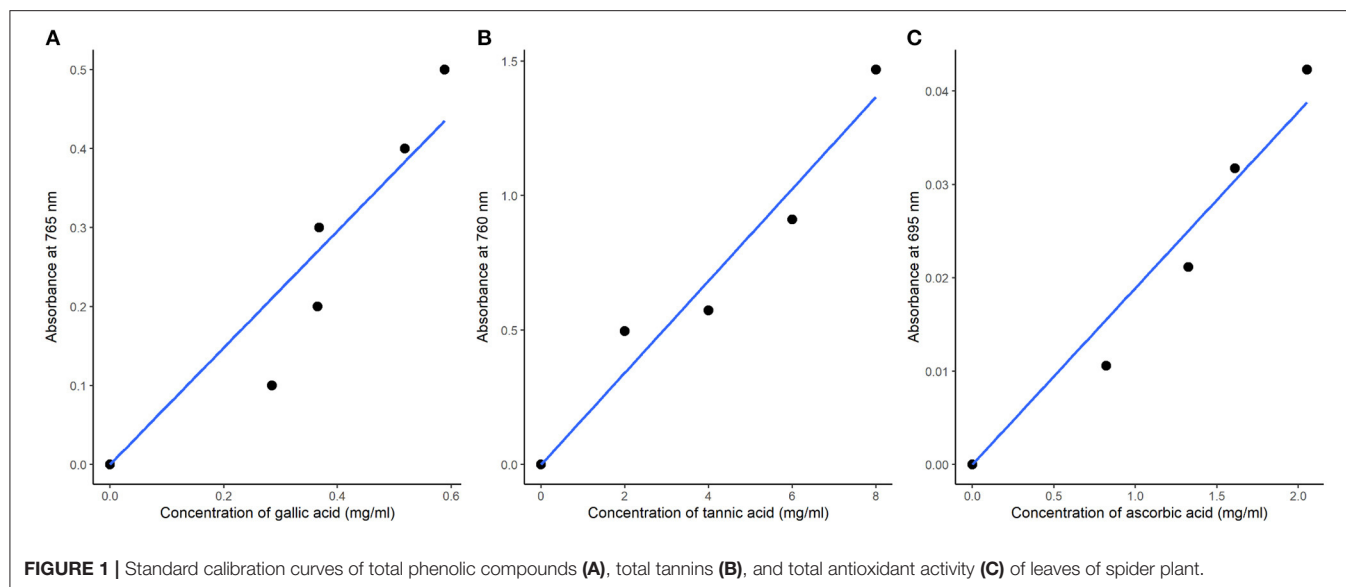 A
0.5
0.4
0.3
0.2
0.1
0.0
Absorbance at 765 nm
0.0 0.2 0.4 0.6
Concentration of gallic acid (mg/ml)
B
1.5
1.0
0.5
0.0
Absorbance at 760 nm
0 2 4 6 8
Concentration of tannic acid (mg/ml)
C
0.04
0.03
0.02
0.01
0.00
Absorbance at 695 nm
0.0 0.5 1.0 1.5 2.0
Concentration of ascorbic acid (mg/ml)
FIGURE 1 | Standard calibration curves of total phenolic compounds (A), total tannins (B), and total antioxidant activity (C) of leaves of spider plant.